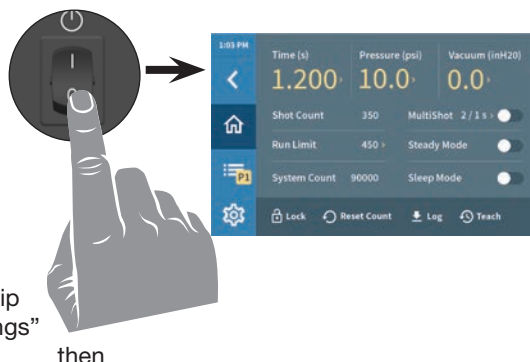 1:03 PM
Time (s) Pressure (psi) Vacuum (inH20)
1.200› 10.0› 0.0›
Shot Count 350 MultiShot 2 / 1 s ›
Run Limit 450 › Steady Mode
P1
System Count 90000 Sleep Mode
Lock Reset Count Log Teach
ip
ngs”
then